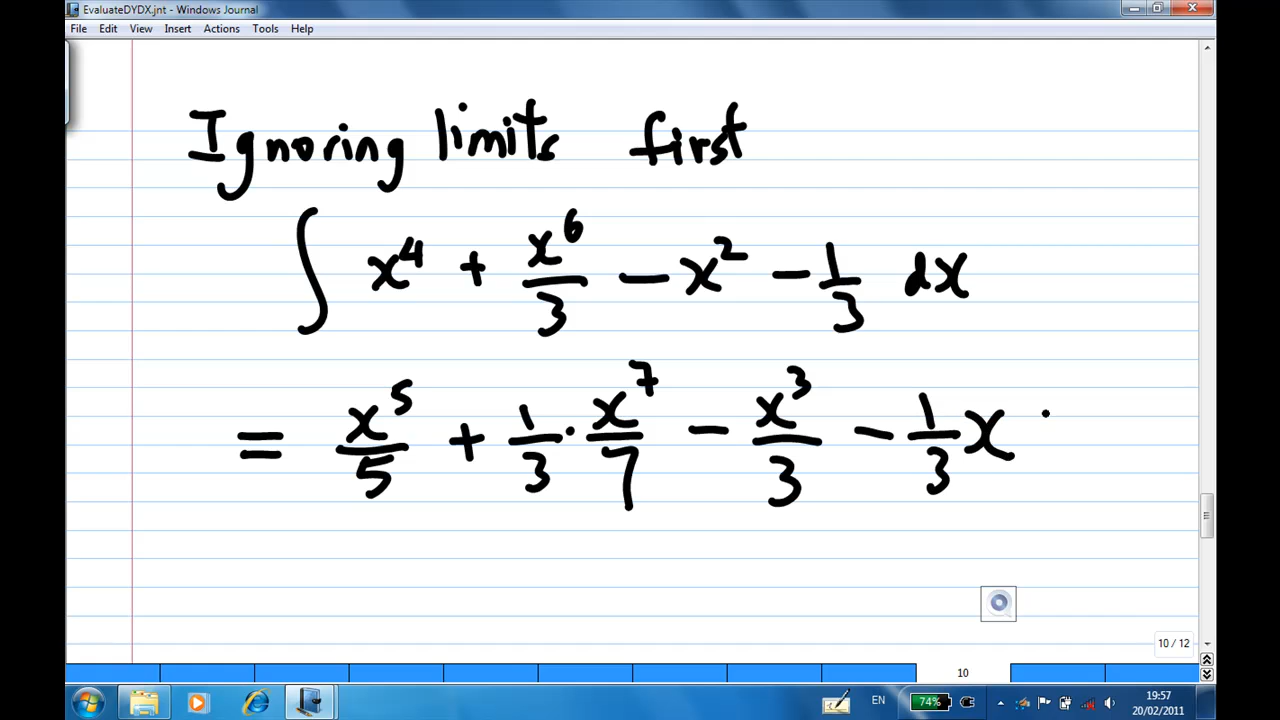 EvaluateDYDX.jnt - Windows Journal
File Edit View Insert Actions Tools Help
Ignoring limits first
∫ x⁴ + x⁶/3 − x² − 1/3 dx
= x⁵/5 + 1/3 · x⁷/7 − x³/3 − 1/3 x
10 / 12
10
EN 74% 19:57
20/02/2011